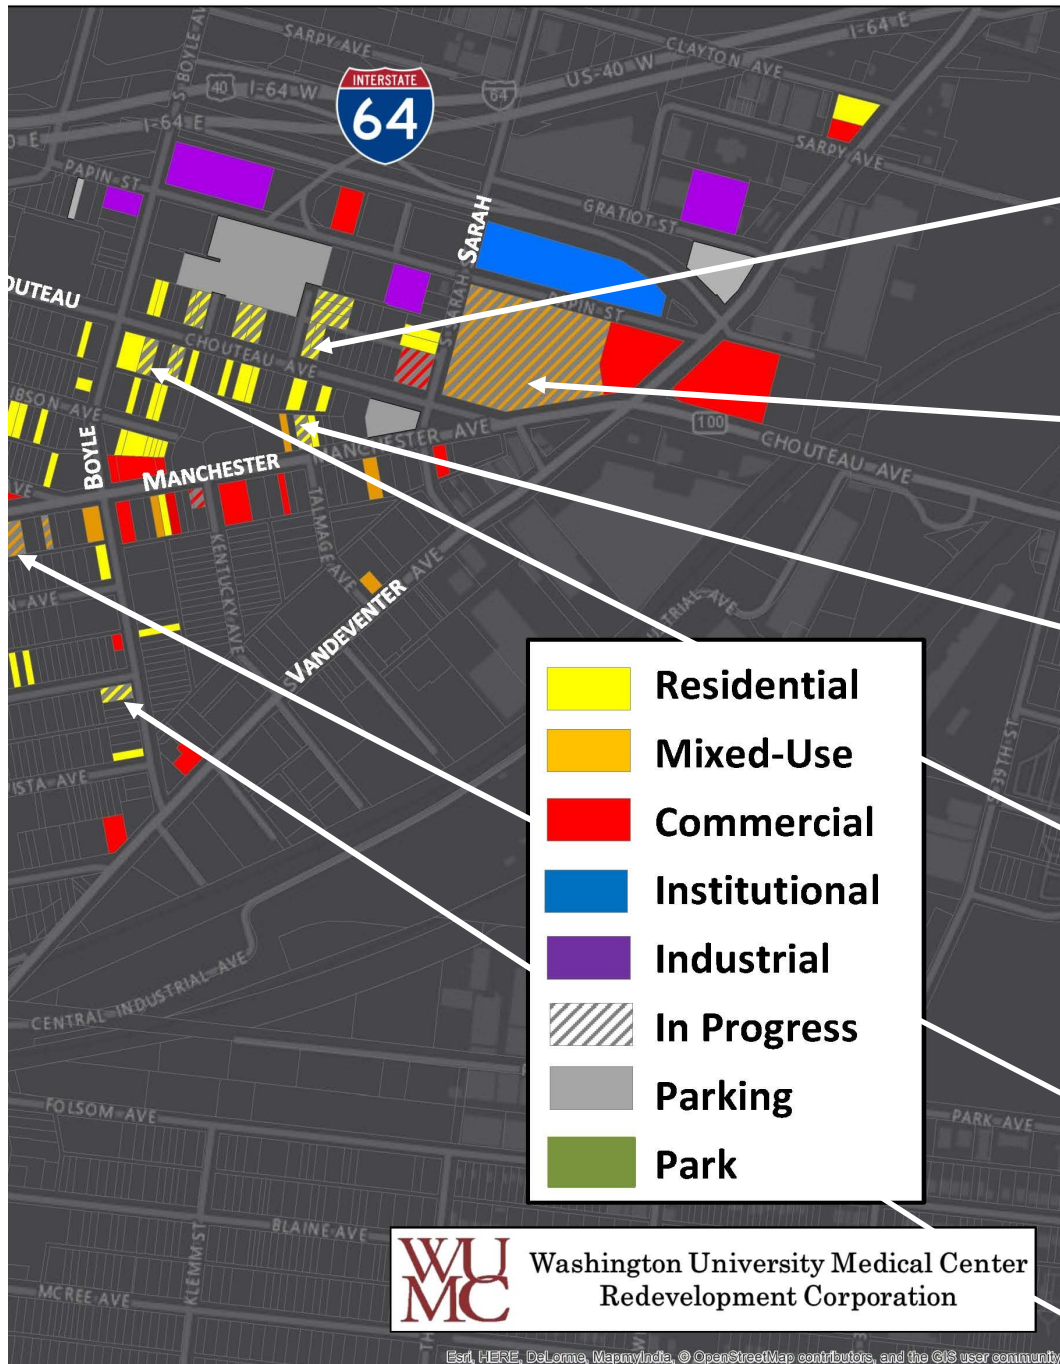 SARPY AVE
S BOYLE AVE
CLAYTON AVE
I-64 E
US-40 W
40
I-64 W
INTERSTATE
64
64
I-64 E
SARPY AVE
PAPIN ST
GRATIOT ST
SARAH
PAPIN ST
OUTEAU
CHOUTEAU AVE
100
CHOUTEAU AVE
MANCHESTER AVE
BOYLE
MANCHESTER
TALMAGE AVE
KENTUCKY AVE
AVE
VANDEVENTER
N AVE
VISTA AVE
S 39TH ST
Residential
Mixed-Use
Commercial
Institutional
Industrial
In Progress
Parking
Park
CENTRAL INDUSTRIAL AVE
FOLSOM AVE
PARK AVE
BLAINE AVE
KLEMM ST
MCREE AVE
WU
MC
Washington University Medical Center
Redevelopment Corporation
Esri, HERE, DeLorme, MapmyIndia, © OpenStreetMap contributors, and the GIS user community